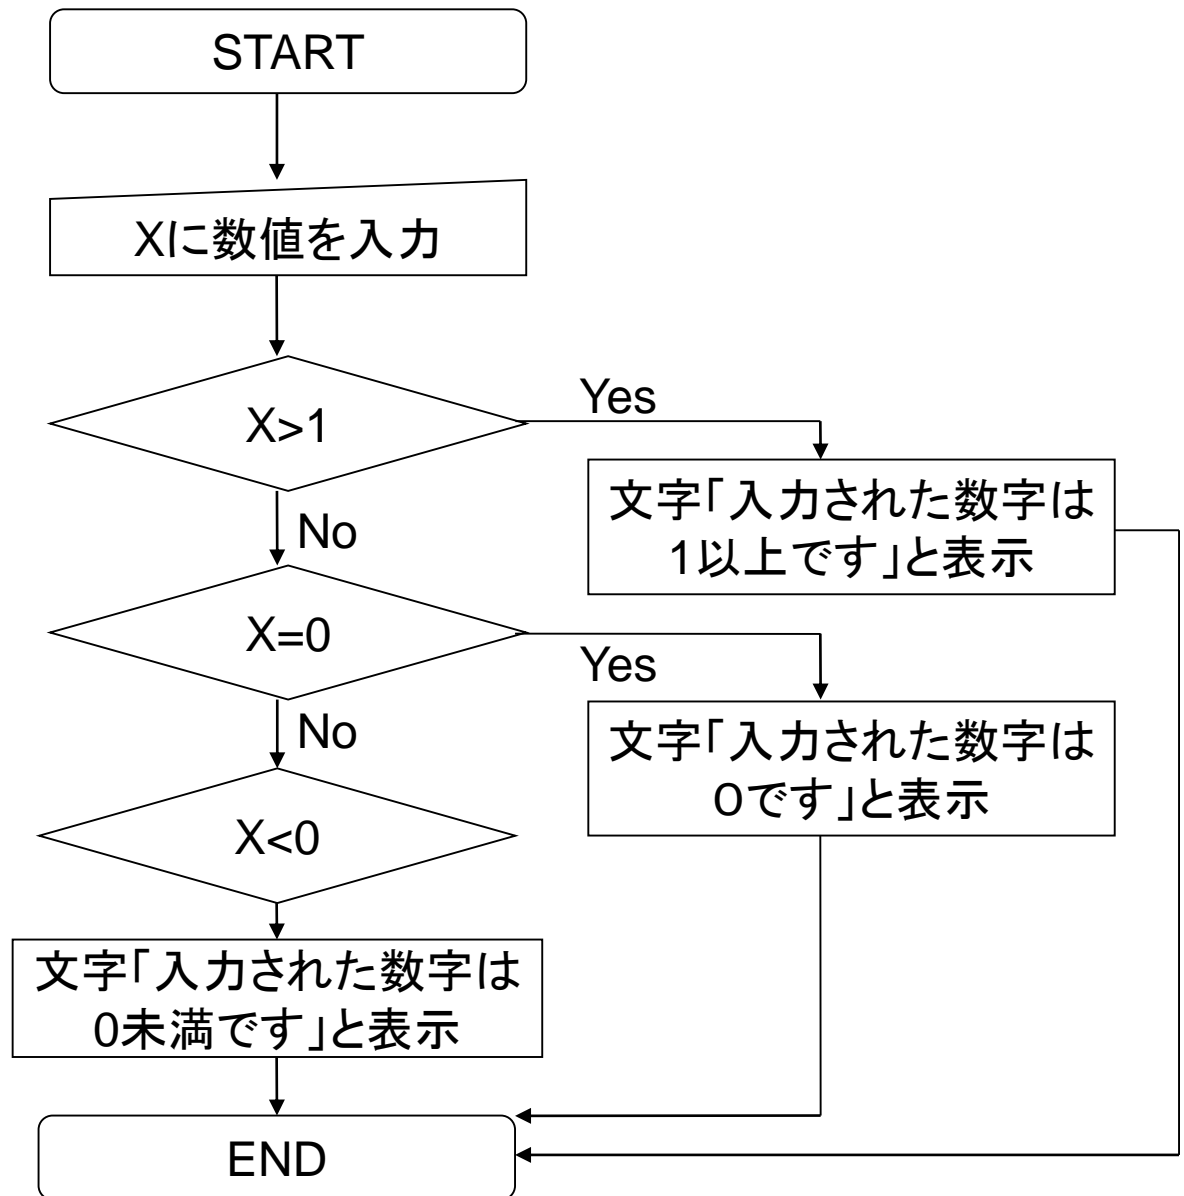 START
Xに数値を入力
X>1
Yes
文字「入力された数字は
1以上です」と表示
No
X=0
Yes
文字「入力された数字は
0です」と表示
No
X<0
文字「入力された数字は
0未満です」と表示
END